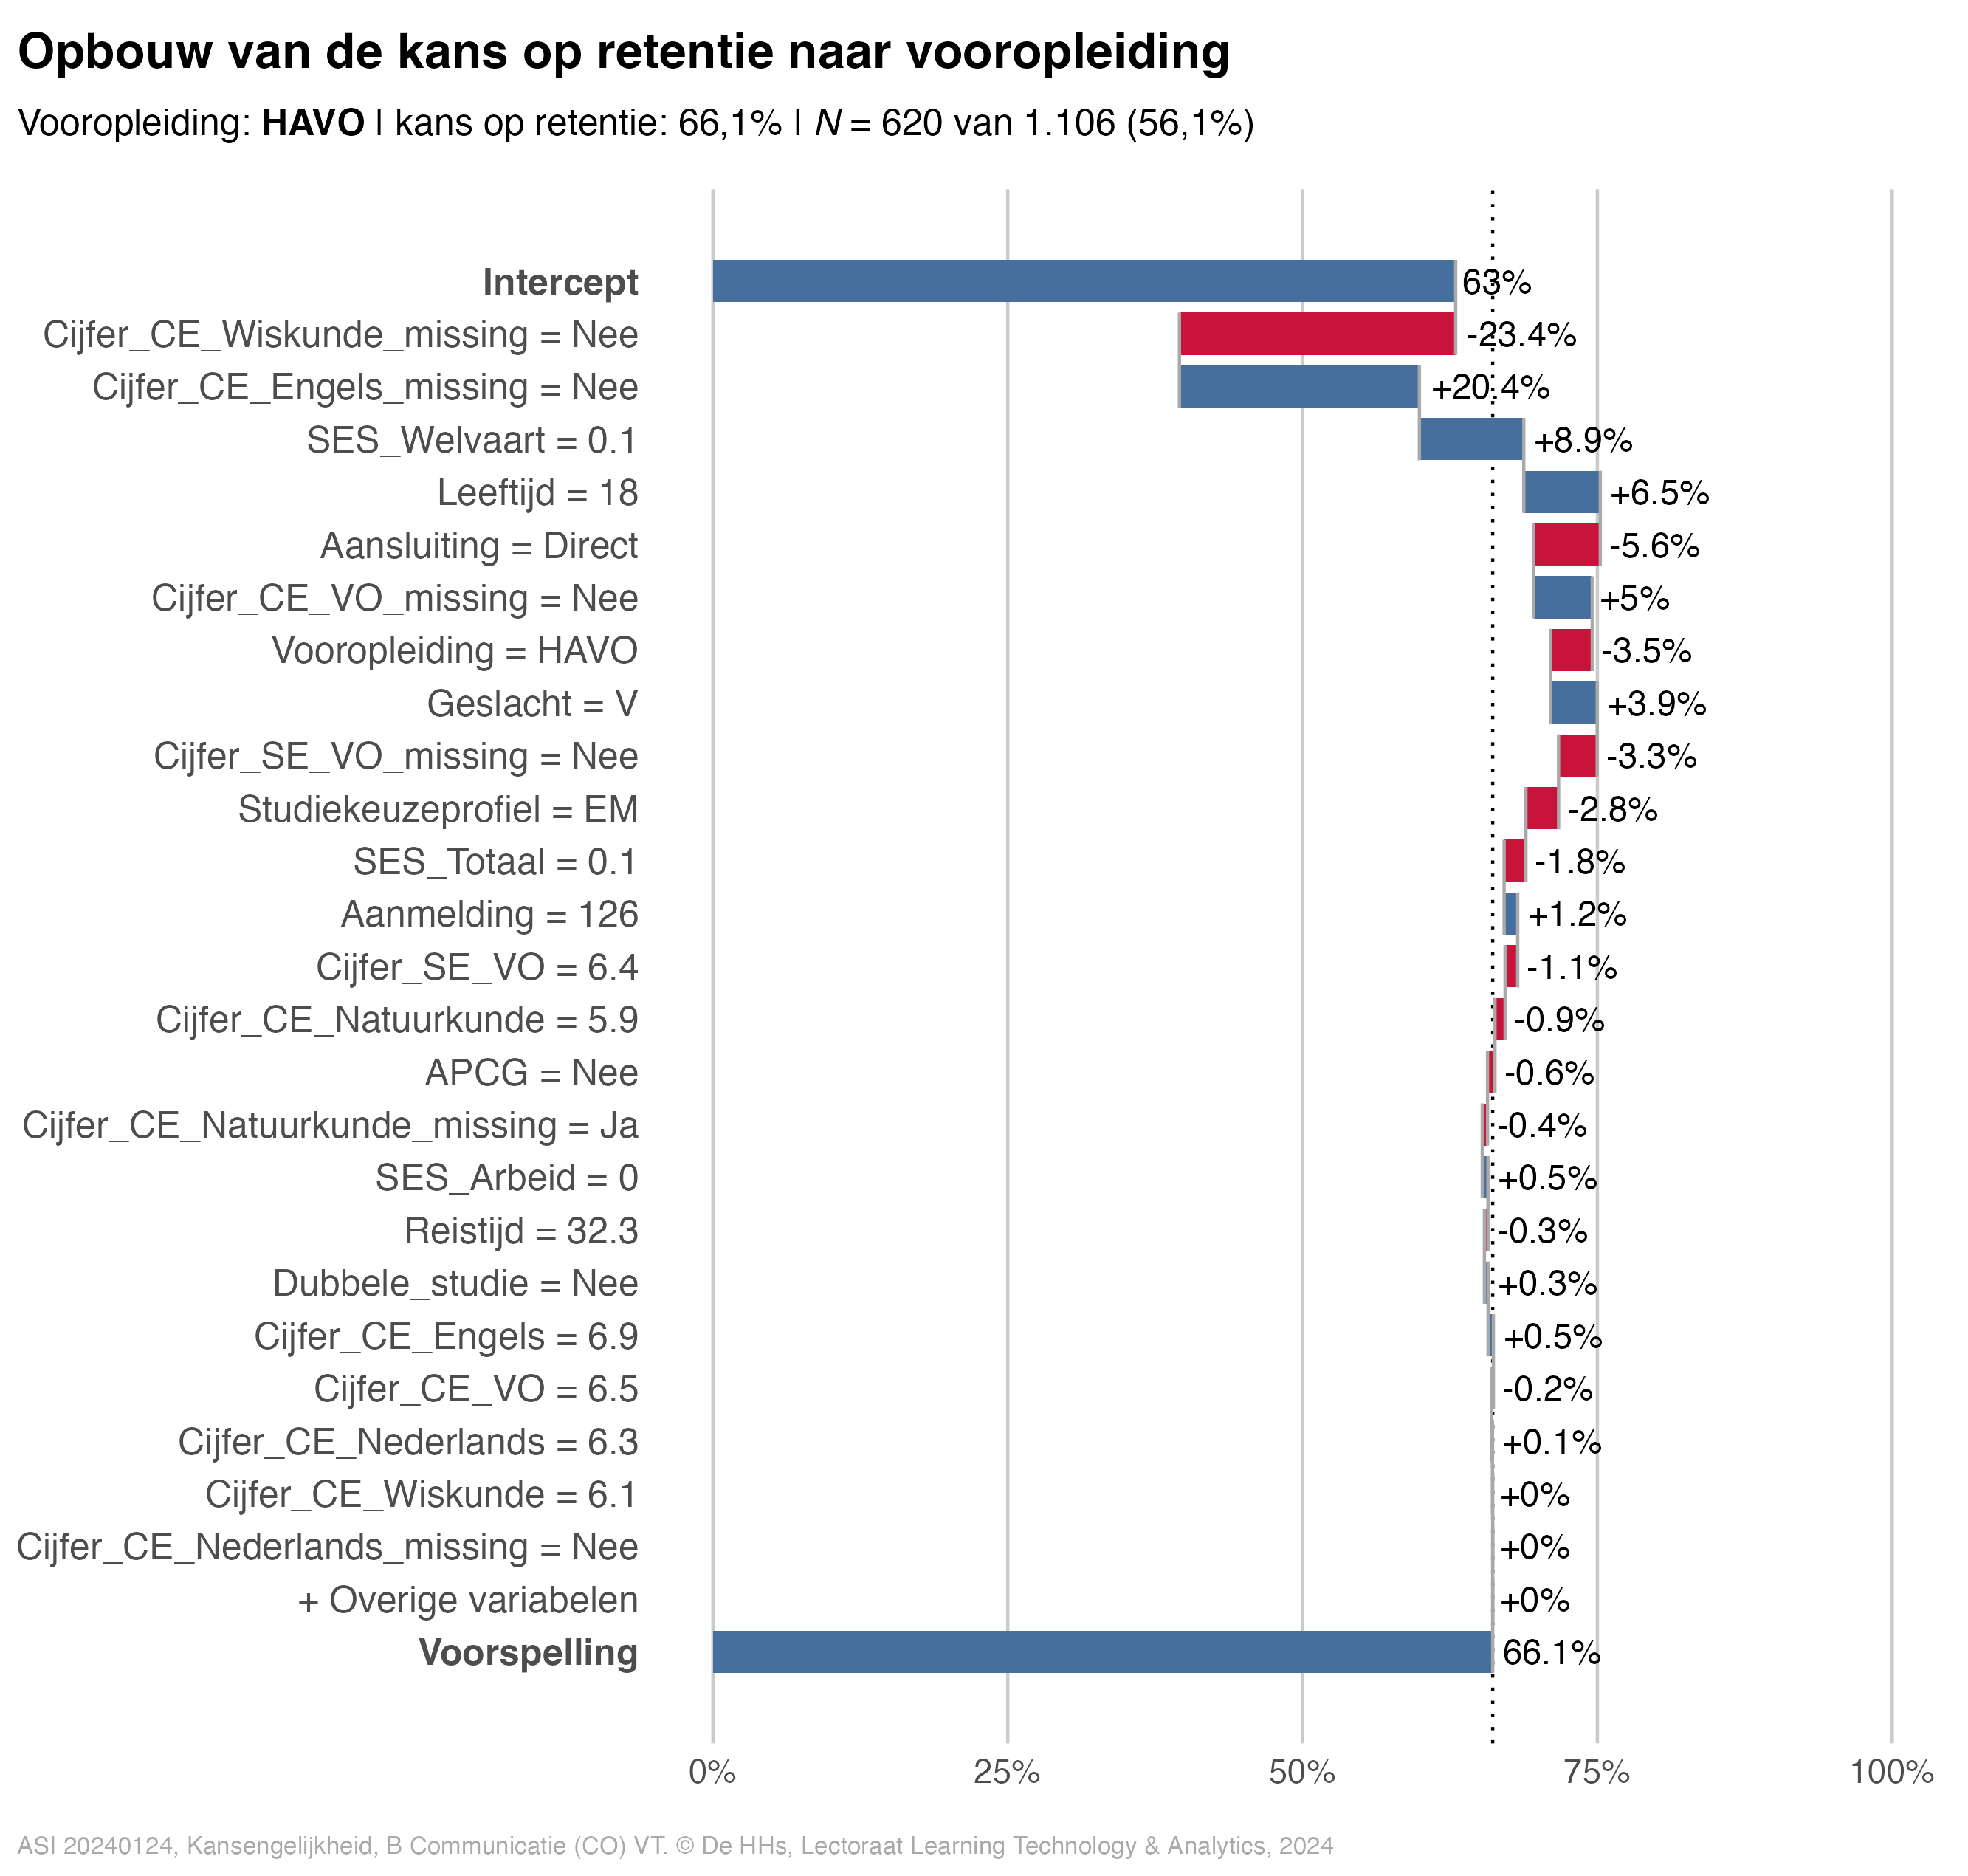 Opbouw van de kans op retentie naar vooropleiding
Vooropleiding: HAVO | kans op retentie: 66,1% | N = 620 van 1.106 (56,1%)
Intercept 63%
Cijfer_CE_Wiskunde_missing = Nee -23.4%
Cijfer_CE_Engels_missing = Nee +20.4%
SES_Welvaart = 0.1 +8.9%
Leeftijd = 18 +6.5%
Aansluiting = Direct -5.6%
Cijfer_CE_VO_missing = Nee +5%
Vooropleiding = HAVO -3.5%
Geslacht = V +3.9%
Cijfer_SE_VO_missing = Nee -3.3%
Studiekeuzeprofiel = EM -2.8%
SES_Totaal = 0.1 -1.8%
Aanmelding = 126 +1.2%
Cijfer_SE_VO = 6.4 -1.1%
Cijfer_CE_Natuurkunde = 5.9 -0.9%
APCG = Nee -0.6%
Cijfer_CE_Natuurkunde_missing = Ja -0.4%
SES_Arbeid = 0 +0.5%
Reistijd = 32.3 -0.3%
Dubbele_studie = Nee +0.3%
Cijfer_CE_Engels = 6.9 +0.5%
Cijfer_CE_VO = 6.5 -0.2%
Cijfer_CE_Nederlands = 6.3 +0.1%
Cijfer_CE_Wiskunde = 6.1 +0%
Cijfer_CE_Nederlands_missing = Nee +0%
+ Overige variabelen +0%
Voorspelling 66.1%
0% 25% 50% 75% 100%
ASI 20240124, Kansengelijkheid, B Communicatie (CO) VT. © De HHs, Lectoraat Learning Technology & Analytics, 2024